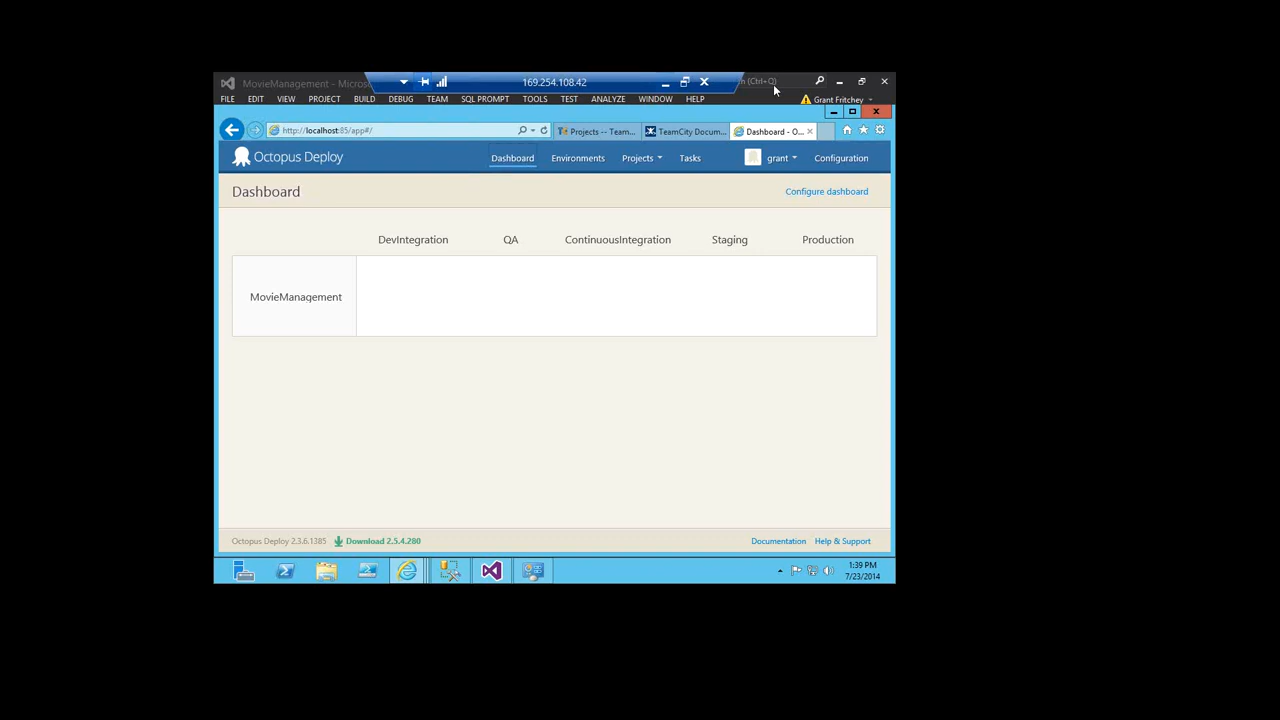 MovieManagement - Micros
169.254.108.42
n (Ctrl+Q)
FILE EDIT VIEW PROJECT BUILD DEBUG TEAM SQL PROMPT TOOLS TEST ANALYZE WINDOW HELP
Grant Fritchey
http://localhost:85/app#/
Projects -- Team...
TeamCity Docum...
Dashboard - O...
Octopus Deploy
Dashboard Environments Projects Tasks grant Configuration
Dashboard
Configure dashboard
DevIntegration QA ContinuousIntegration Staging Production
MovieManagement
Octopus Deploy 2.3.6.1385 Download 2.5.4.280
Documentation Help & Support
1:39 PM
7/23/2014